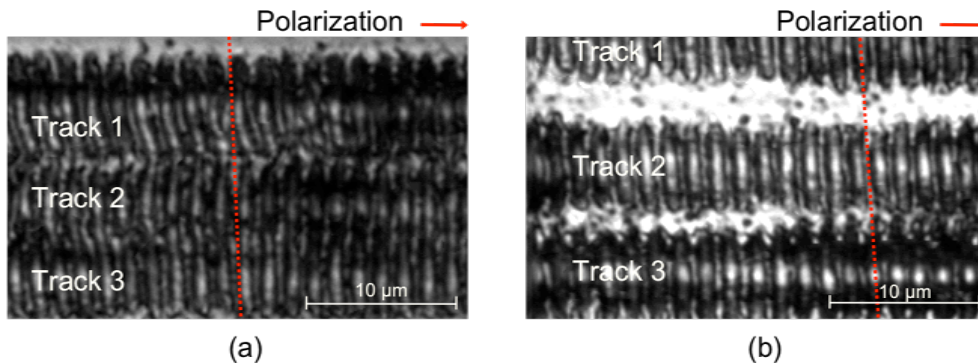 Polarization
Track 1
Track 2
Track 3
10 µm
(a)
Polarization
Track 1
Track 2
Track 3
10 µm
(b)